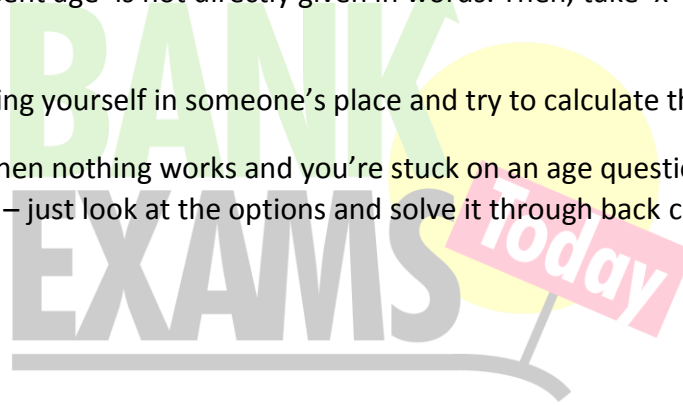 ent age' is not directly given in words. Then, take 'x'
ing yourself in someone's place and try to calculate th
hen nothing works and you're stuck on an age questi
– just look at the options and solve it through back c
BANK
EXAMS
Today